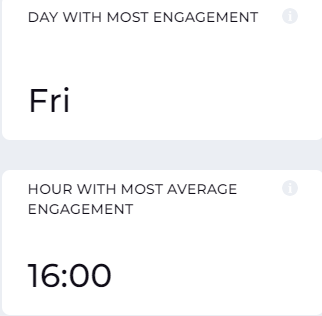 DAY WITH MOST ENGAGEMENT
Fri
HOUR WITH MOST AVERAGE
ENGAGEMENT
16:00